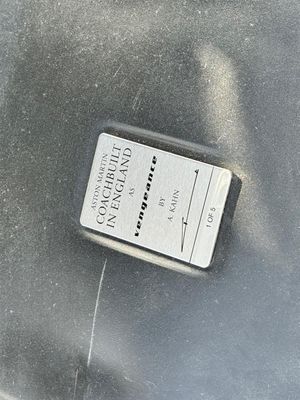 ASTON MARTIN
COACHBUILT
IN ENGLAND
AS
vengeance
BY
A. KAHN
1 OF 5